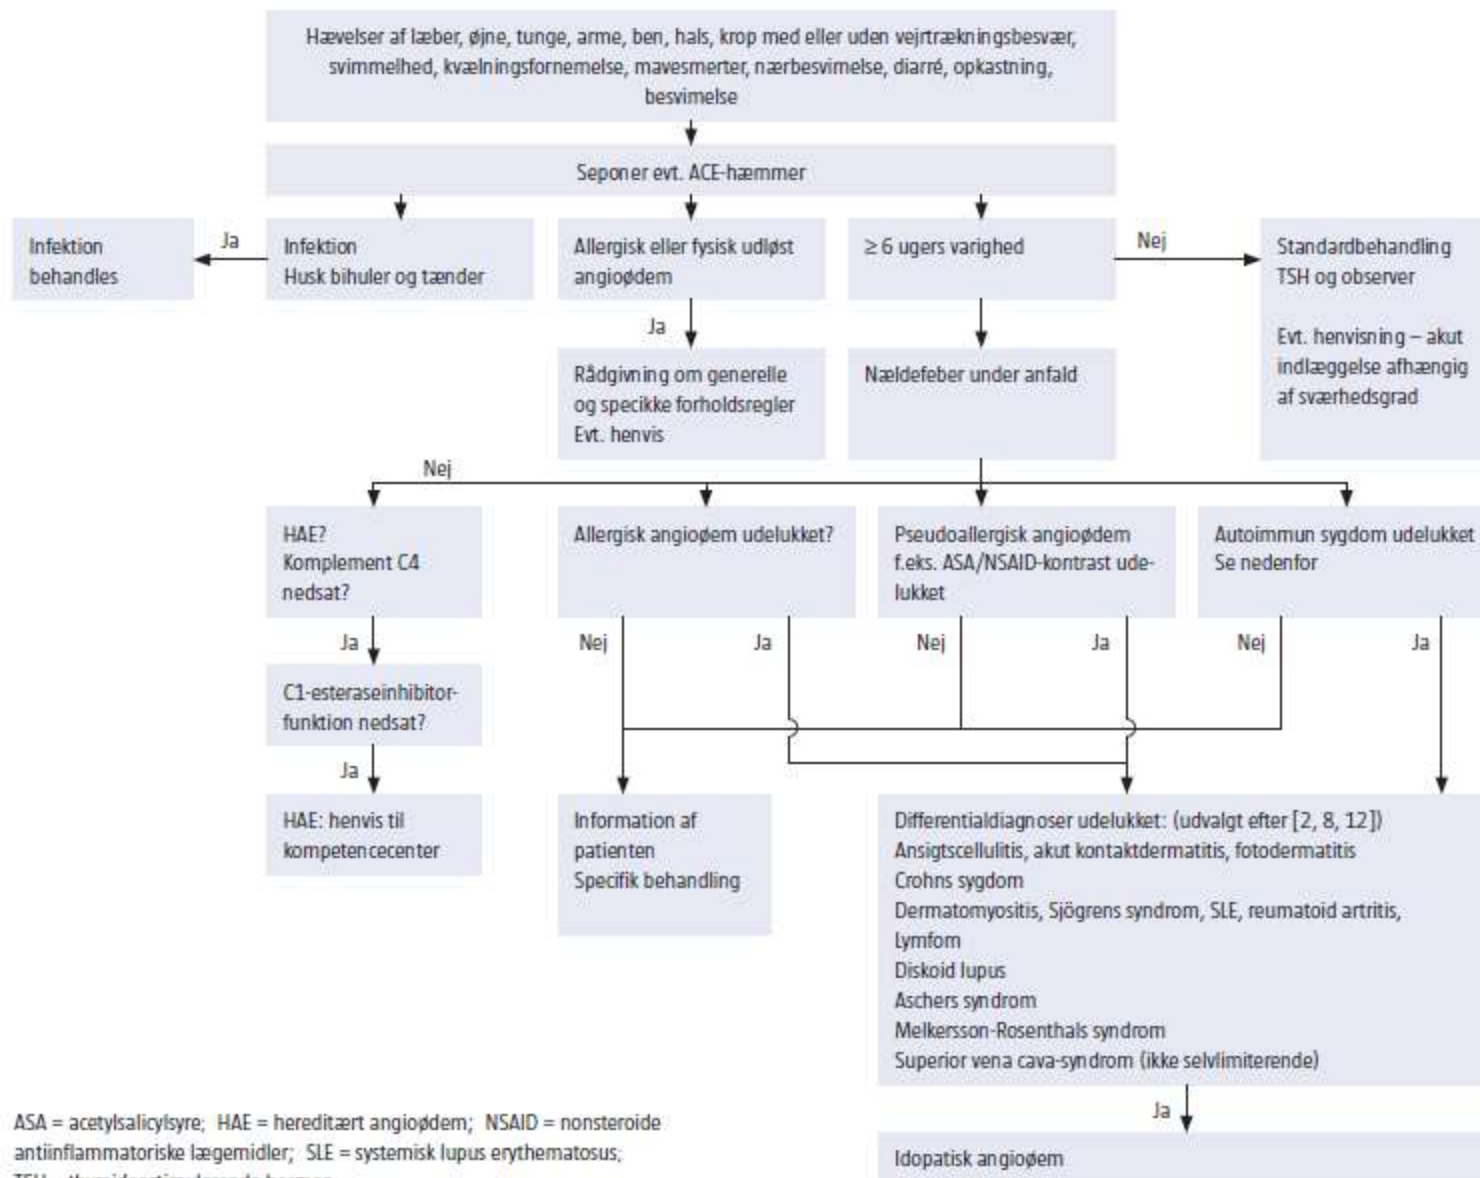 Hævelser af læber, øjne, tunge, arme, ben, hals, krop med eller uden vejrtrækningsbesvær,
svimmelhed, kvælningsfornemmelse, mavesmerter, nærbesvimelse, diarré, opkastning,
besvimelse
Seponer evt. ACE-hæmmer
Infektion
behandles
Ja
Infektion
Husk bihuler og tænder
Allergisk eller fysisk udløst
angioødem
≥ 6 ugers varighed
Nej
Standardbehandling
TSH og observer
Evt. henvisning – akut
indlæggelse afhængig
af sværhedsgrad
Ja
Rådgivning om generelle
og specikke forholdsregler
Evt. henvis
Nældefeber under anfald
Nej
HAE?
Komplement C4
nedsat?
Allergisk angioøem udelukket?
Pseudoallergisk angioødem
f.eks. ASA/NSAID-kontrast ude-
lukket
Autoimmun sygdom udelukket
Se nedenfor
Ja
Nej
Ja
Nej
Ja
Nej
Ja
C1-esteraseinhibitor-
funktion nedsat?
Ja
HAE: henvis til
kompetencecenter
Information af
patienten
Specifik behandling
Differentialdiagnoser udelukket: (udvalgt efter [2, 8, 12])
Ansigtscellulitis, akut kontaktdermatitis, fotodermatitis
Crohns sygdom
Dermatomyositis, Sjögrens syndrom, SLE, reumatoid artritis,
Lymfom
Diskoid lupus
Aschers syndrom
Melkersson-Rosenthals syndrom
Superior vena cava-syndrom (ikke selvlimiterende)
Ja
Idopatisk angioøem
ASA = acetylsalicylsyre; HAE = hereditært angioødem; NSAID = nonsteroide
antiinflammatoriske lægemidler; SLE = systemisk lupus erythematosus;